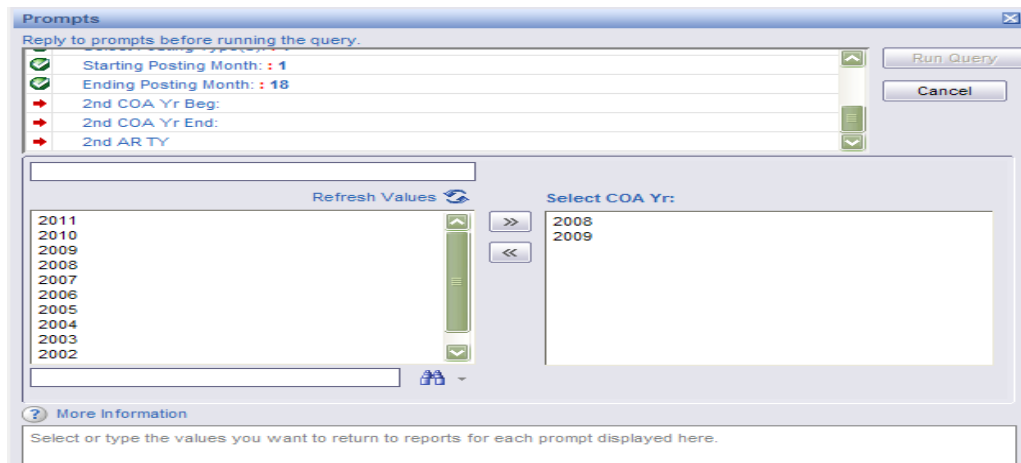 Prompts
Reply to prompts before running the query.
Starting Posting Month: : 1
Ending Posting Month: : 18
2nd COA Yr Beg:
2nd COA Yr End:
2nd AR TY
Run Query
Cancel
Refresh Values
Select COA Yr:
2011
2010
2009
2008
2007
2006
2005
2004
2003
2002
>>
<<
2008
2009
? More Information
Select or type the values you want to return to reports for each prompt displayed here.